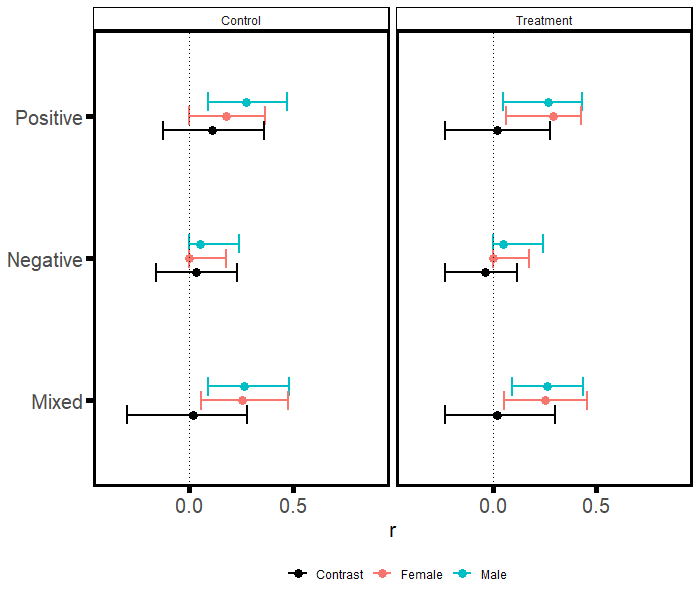 Control Treatment
Positive
Negative
Mixed
0.0 0.5 0.0 0.5
r
Contrast Female Male